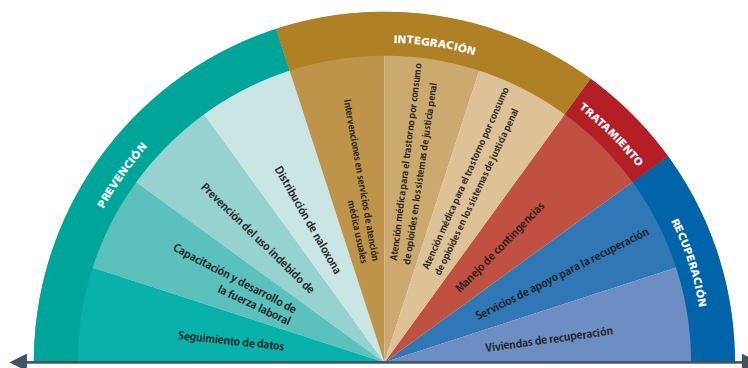 PREVENCIÓN
INTEGRACIÓN
TRATAMIENTO
RECUPERACIÓN
Seguimiento de datos
Capacitación y desarrollo de
la fuerza laboral
Prevención del uso indebido de
Distribución de naloxona
Intervenciones en servicios de atención
médica usuales
Atención médica para el trastorno por consumo
de opioides en los sistemas de justicia penal
Atención médica para el trastorno por consumo
de opioides en los sistemas de justicia penal
Manejo de contingencias
Servicios de apoyo para la recuperación
Viviendas de recuperación